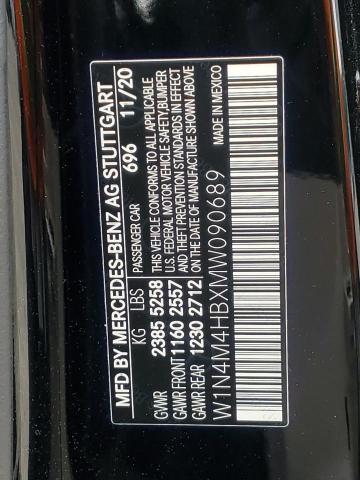 MFD BY MERCEDES-BENZ AG STUTTGART
KG LBS PASSENGER CAR 696 11/20
GVWR 2385 5258 THIS VEHICLE CONFORMS TO ALL APPLICABLE
GAWR FRONT 1160 2557 U.S. FEDERAL MOTOR VEHICLE SAFETY,BUMPER
GAWR REAR 1230 2712 AND THEFT PREVENTION STANDARDS IN EFFECT
ON THE DATE OF MANUFACTURE SHOWN ABOVE
W1N4M4HBXMW090689 MADE IN MEXICO